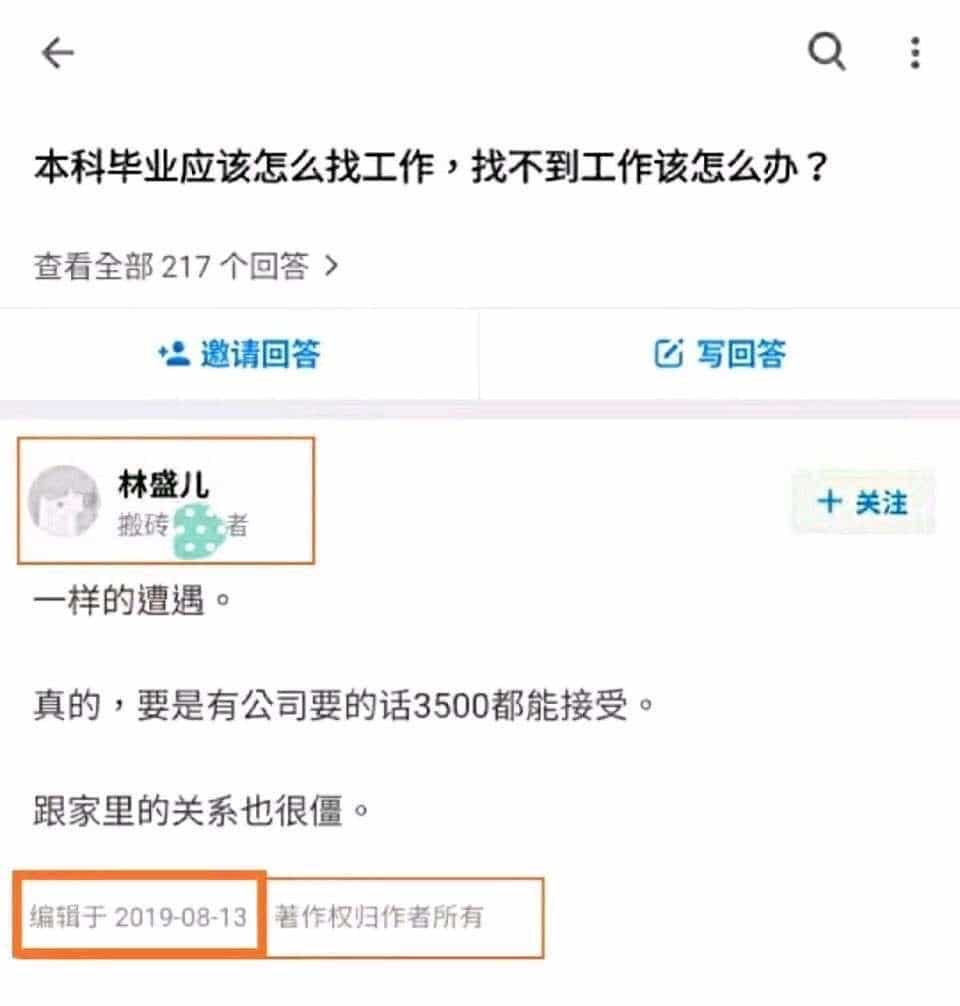 本科毕业应该怎么找工作，找不到工作该怎么办？
查看全部 217 个回答
邀请回答
写回答
林盛儿
搬砖 者
+ 关注
一样的遭遇。
真的，要是有公司要的话3500都能接受。
跟家里的关系也很僵。
编辑于 2019-08-13 著作权归作者所有